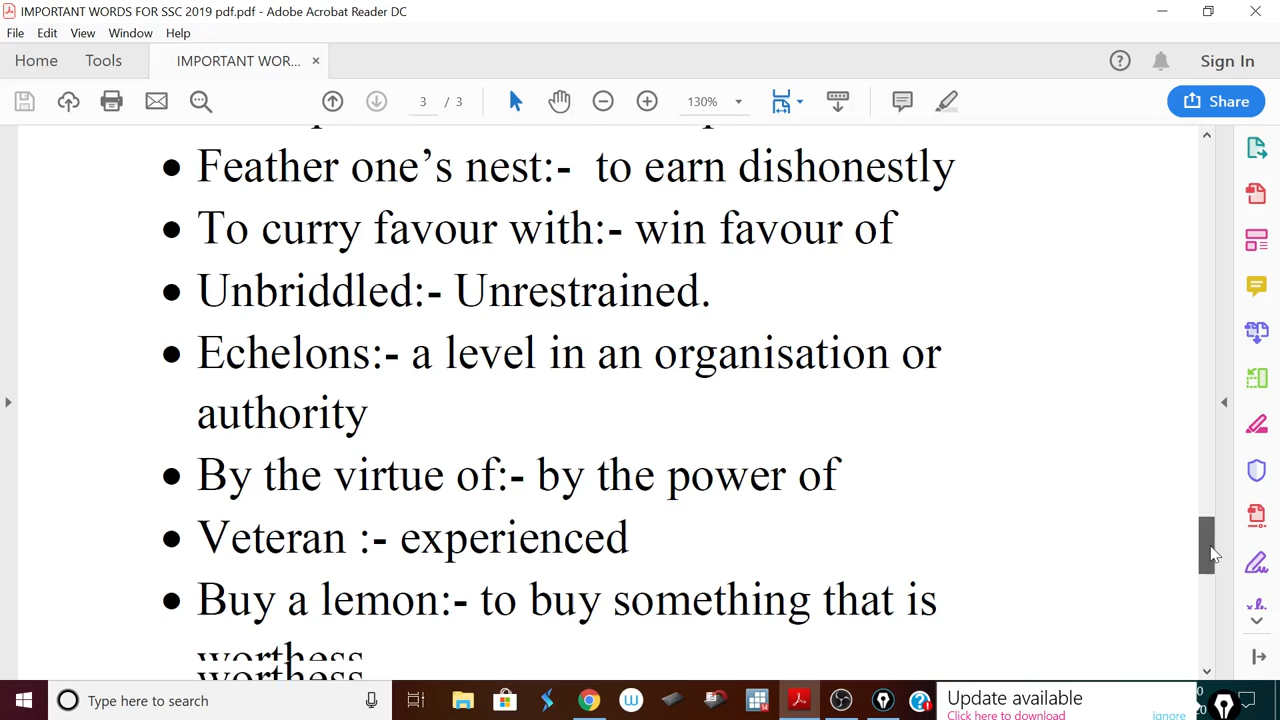 IMPORTANT WORDS FOR SSC 2019 pdf.pdf - Adobe Acrobat Reader DC
File Edit View Window Help
Home Tools IMPORTANT WOR... × Sign In
3 / 3 130% Share
• Feather one’s nest:- to earn dishonestly
• To curry favour with:- win favour of
• Unbriddled:- Unrestrained.
• Echelons:- a level in an organisation or
authority
• By the virtue of:- by the power of
• Veteran :- experienced
• Buy a lemon:- to buy something that is
worthess
Type here to search
Update available
Click here to download ignore